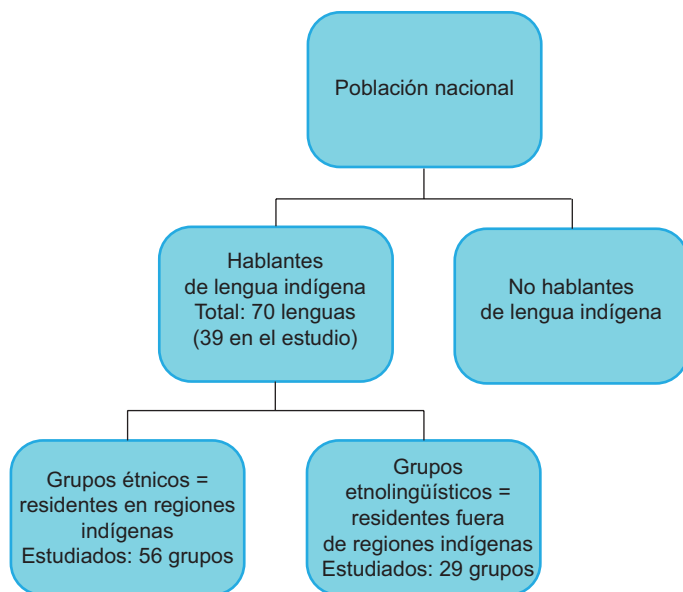 Población nacional
Hablantes
de lengua indígena
Total: 70 lenguas
(39 en el estudio)
No hablantes
de lengua indígena
Grupos étnicos =
residentes en regiones
indígenas
Estudiados: 56 grupos
Grupos
etnolingüísticos =
residentes fuera
de regiones indígenas
Estudiados: 29 grupos